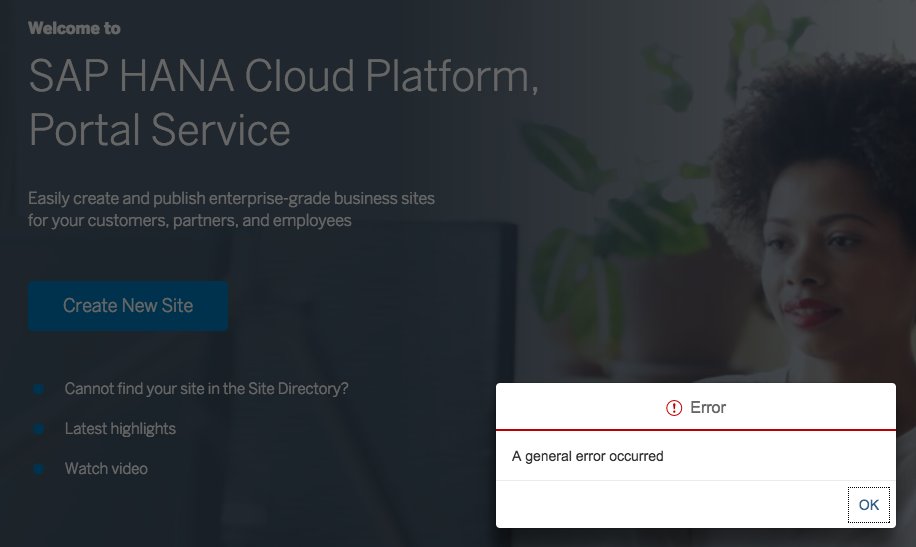 Welcome to
SAP HANA Cloud Platform,
Portal Service
Easily create and publish enterprise-grade business sites
for your customers, partners, and employees
Create New Site
Cannot find your site in the Site Directory?
Latest highlights
Watch video
Error
A general error occurred
OK